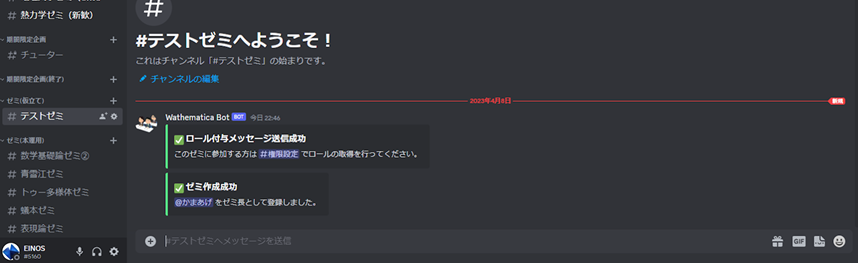 熱力学ゼミ（新歓）
期間限定企画
チューター
期間限定企画(終了)
ゼミ(仮立て)
テストゼミ
ゼミ(本運用)
数学基礎論ゼミ②
青雪江ゼミ
トゥー多様体ゼミ
蟻本ゼミ
表現論ゼミ
EINOS
#5160
#テストゼミへようこそ！
これはチャンネル「#テストゼミ」の始まりです。
チャンネルの編集
2023年4月8日
新規
Wathematica Bot BOT 今日 22:46
ロール付与メッセージ送信成功
このゼミに参加する方は #権限設定 でロールの取得を行ってください。
ゼミ作成成功
@かまあげ をゼミ長として登録しました。
#テストゼミへメッセージを送信
GIF